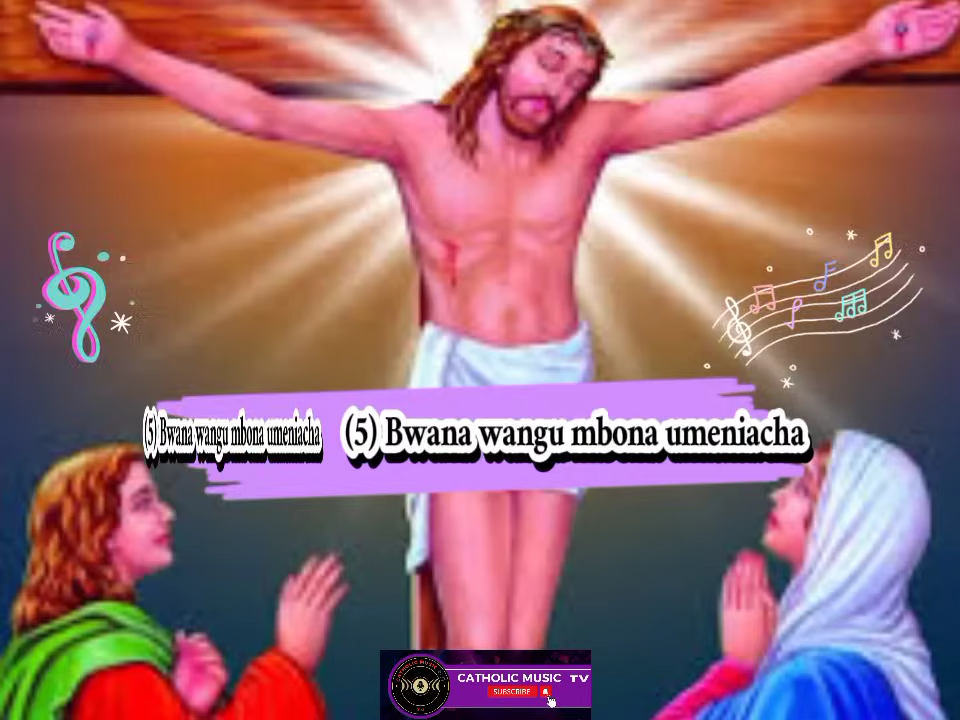 (5) Bwana wangu mbona umeniacha (5) Bwana wangu mbona umeniacha
CATHOLIC MUSIC TV
SUBSCRIBE